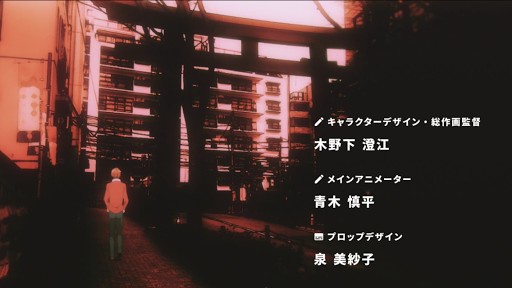 キャラクターデザイン・総作画監督
木野下 澄江
メインアニメーター
青木 慎平
プロップデザイン
泉 美紗子